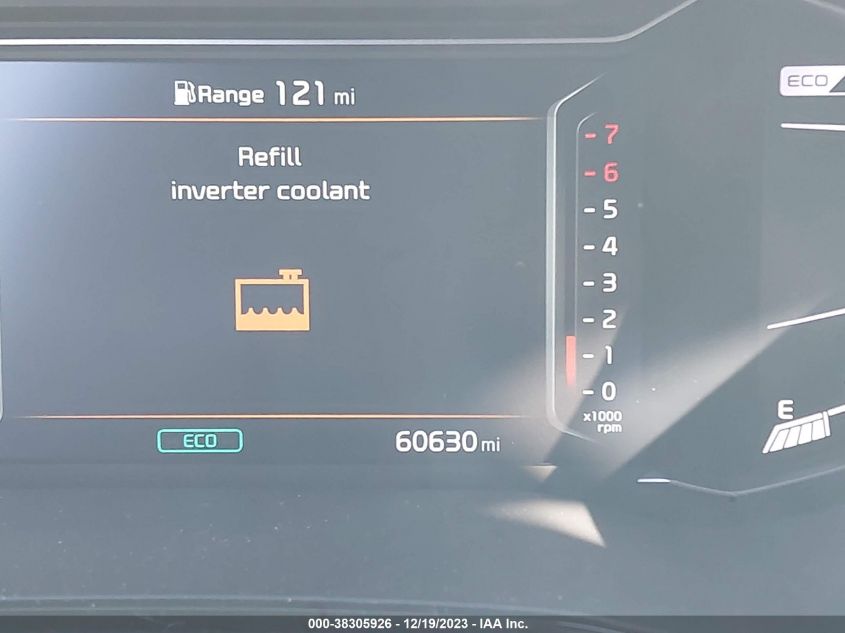 Range 121 mi
Refill
inverter coolant
ECO
60630 mi
- 7
- 6
- 5
- 4
- 3
- 2
- 1
- 0
x1000
rpm
ECO
E
000-38305926 - 12/19/2023 - IAA Inc.